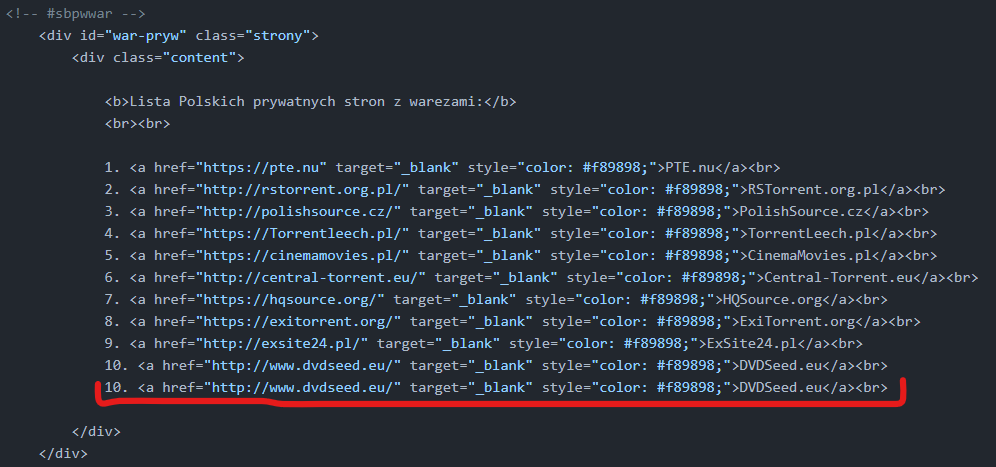 <!-- #sbpwwar -->
<div id="war-pryw" class="strony">
<div class="content">
<b>Lista Polskich prywatnych stron z warezami:</b>
<br><br>
1. <a href="https://pte.nu" target="_blank" style="color: #f89898;">PTE.nu</a><br>
2. <a href="http://rstorrent.org.pl/" target="_blank" style="color: #f89898;">RSTorrent.org.pl</a><br>
3. <a href="http://polishsource.cz/" target="_blank" style="color: #f89898;">PolishSource.cz</a><br>
4. <a href="https://Torrentleech.pl/" target="_blank" style="color: #f89898;">TorrentLeech.pl</a><br>
5. <a href="https://cinemamovies.pl/" target="_blank" style="color: #f89898;">CinemaMovies.pl</a><br>
6. <a href="http://central-torrent.eu/" target="_blank" style="color: #f89898;">Central-Torrent.eu</a><br>
7. <a href="https://hqsource.org/" target="_blank" style="color: #f89898;">HQSource.org</a><br>
8. <a href="https://exitorrent.org/" target="_blank" style="color: #f89898;">ExiTorrent.org</a><br>
9. <a href="http://exsite24.pl/" target="_blank" style="color: #f89898;">ExSite24.pl</a><br>
10. <a href="http://www.dvdseed.eu/" target="_blank" style="color: #f89898;">DVDSeed.eu</a><br>
10. <a href="http://www.dvdseed.eu/" target="_blank" style="color: #f89898;">DVDSeed.eu</a><br>
</div>
</div>